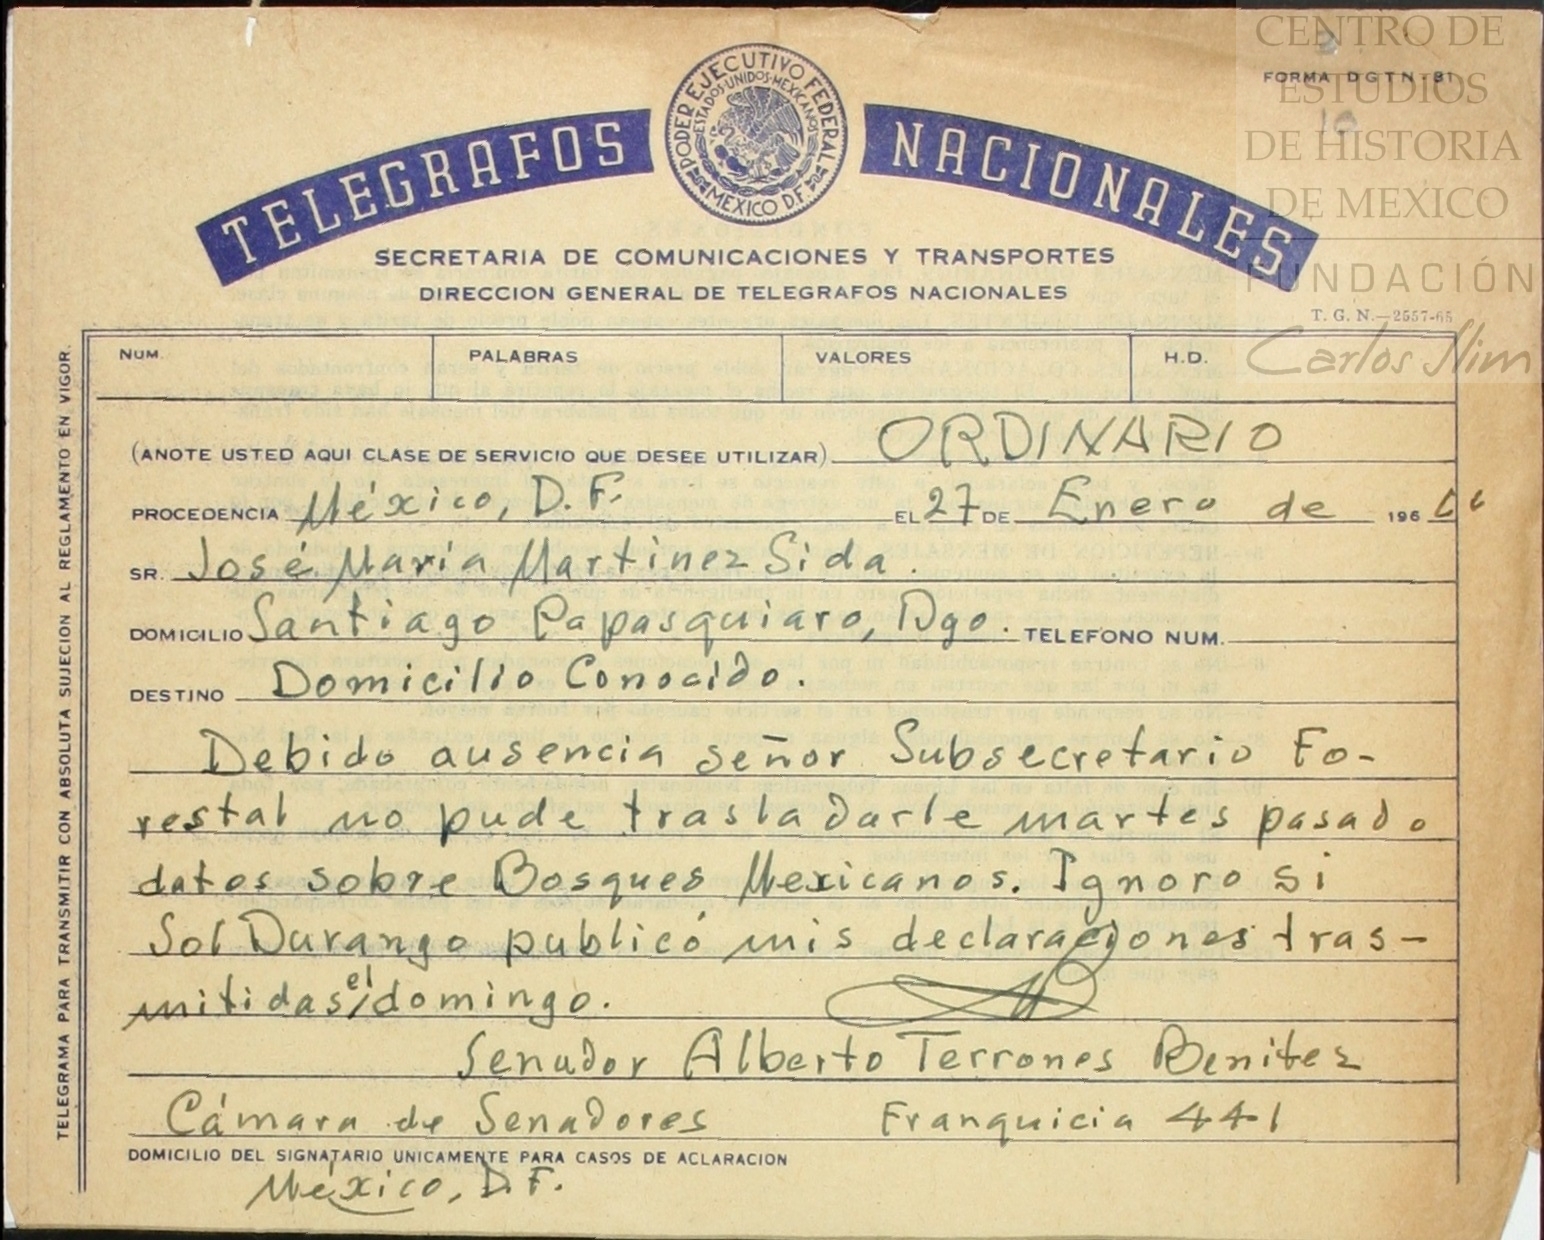 CENTRO DE
ESTUDIOS
DE HISTORIA
DE MEXICO
FUNDACIÓN
Carlos Slim
FORMA DGTN-81
TELEGRAFOS NACIONALES
PODER EJECUTIVO FEDERAL
ESTADOS·UNIDOS·MEXICANOS
MEXICO D.F.
SECRETARIA DE COMUNICACIONES Y TRANSPORTES
DIRECCION GENERAL DE TELEGRAFOS NACIONALES
T. G. N.—2557-65
NUM. PALABRAS VALORES H.D.
(ANOTE USTED AQUI CLASE DE SERVICIO QUE DESEE UTILIZAR) ORDINARIO
PROCEDENCIA México, D.F. EL 27 DE Enero de 196 66
SR. José María Martínez Sida.
DOMICILIO Santiago Papasquiaro, Dgo. TELEFONO NUM.
DESTINO Domicilio Conocido.
Debido ausencia señor Subsecretario Fo-
restal no pude trasladarle martes pasado
datos sobre Bosques Mexicanos. Ignoro si
Sol Durango publicó mis declaraciones tras-
mitidas el domingo.
Senador Alberto Terrones Benitez
Cámara de Senadores Franquicia 441
DOMICILIO DEL SIGNATARIO UNICAMENTE PARA CASOS DE ACLARACION
México, D.F.
TELEGRAMA PARA TRANSMITIR CON ABSOLUTA SUJECION AL REGLAMENTO EN VIGOR.